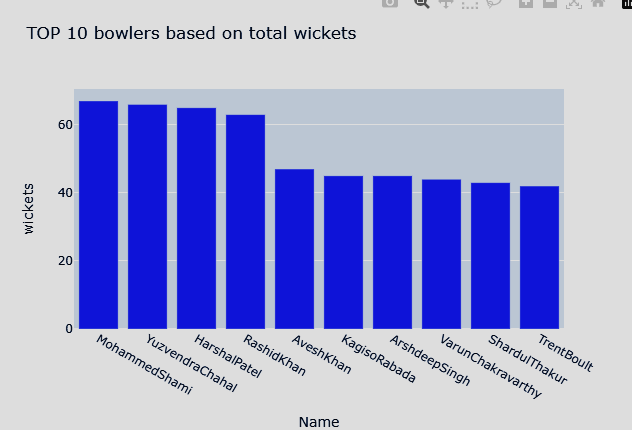 TOP 10 bowlers based on total wickets
wickets
60
40
20
0
MohammedShami
YuzvendraChahal
HarshalPatel
RashidKhan
AveshKhan
KagisoRabada
ArshdeepSingh
VarunChakravarthy
ShardulThakur
TrentBoult
Name